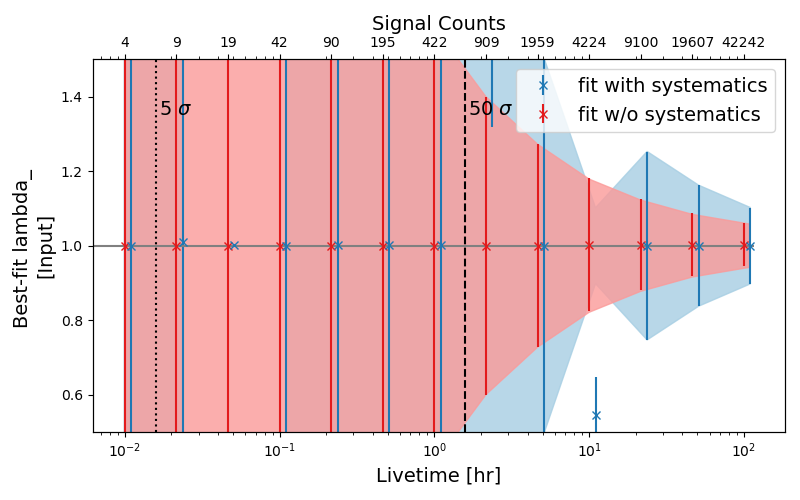 Signal Counts
4 9 19 42 90 195 422 909 1959 4224 9100 19607 42242
fit with systematics
fit w/o systematics
5 σ
50 σ
1.4
1.2
1.0
0.8
0.6
Best-fit lambda_
[Input]
10⁻² 10⁻¹ 10⁰ 10¹ 10²
Livetime [hr]